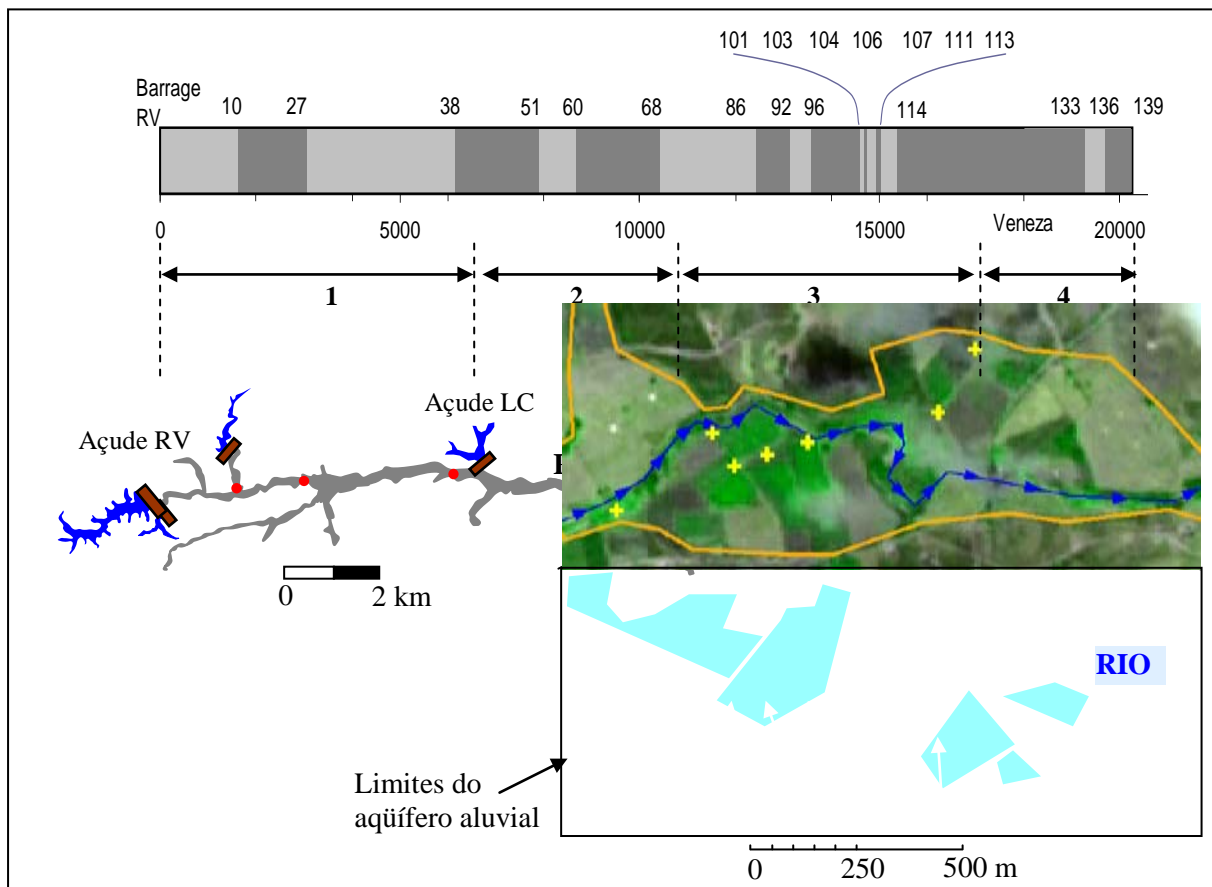 101 103 104 106 107 111 113
Barrage
RV
10 27 38 51 60 68 86 92 96 114 133 136 139
0 5000 10000 15000 20000
Veneza
1 2 3 4
Açude RV
Açude LC
0 2 km
RIO
Limites do
aqüífero aluvial
0 250 500 m